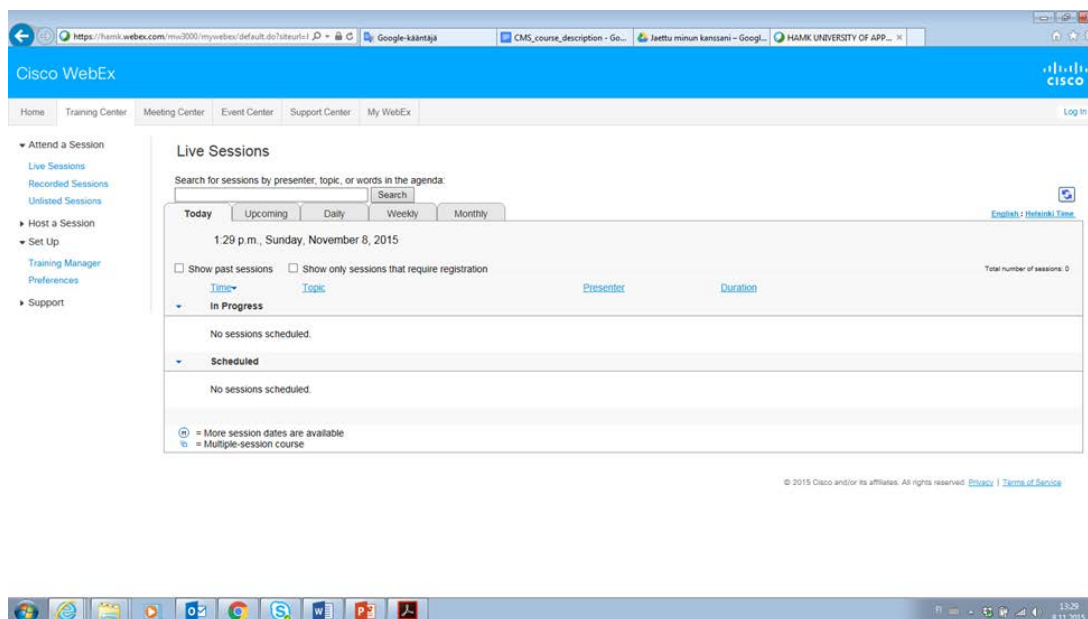 https://hamk.webex.com/mw3000/mywebex/default.do?siteurl=l
Google-kääntäjä
CMS_course_description - Go...
Jaettu minun kanssani – Googl...
HAMK UNIVERSITY OF APP...
Cisco WebEx
CISCO
Home Training Center Meeting Center Event Center Support Center My WebEx Log In
Attend a Session
Live Sessions
Recorded Sessions
Unlisted Sessions
Host a Session
Set Up
Training Manager
Preferences
Support
Live Sessions
Search for sessions by presenter, topic, or words in the agenda:
Search
Today Upcoming Daily Weekly Monthly
English : Helsinki Time
1:29 p.m., Sunday, November 8, 2015
Show past sessions Show only sessions that require registration
Total number of sessions: 0
Time Topic Presenter Duration
In Progress
No sessions scheduled.
Scheduled
No sessions scheduled.
= More session dates are available
= Multiple-session course
© 2015 Cisco and/or its affiliates. All rights reserved. Privacy | Terms of Service
FI
13:29
8.11.2015